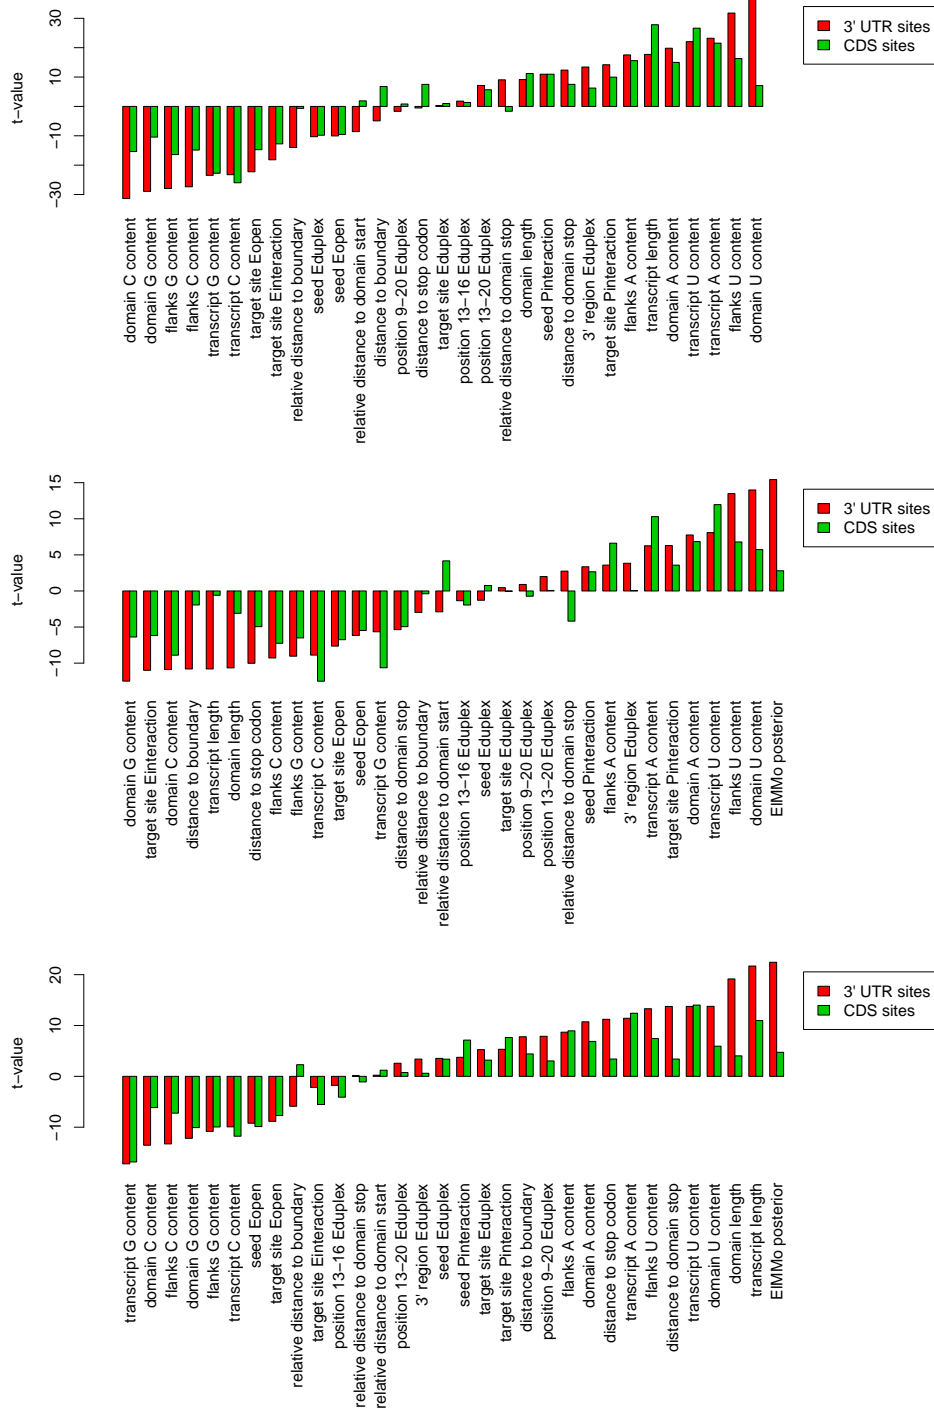 t-value
30
10
−10
−30
domain C content
domain G content
flanks G content
flanks C content
transcript G content
transcript C content
target site Eopen
target site Einteraction
relative distance to boundary
seed Eduplex
seed Eopen
relative distance to domain start
distance to boundary
position 9−20 Eduplex
distance to stop codon
target site Eduplex
position 13−16 Eduplex
position 13−20 Eduplex
relative distance to domain stop
domain length
seed Pinteraction
distance to domain stop
3' region Eduplex
target site Pinteraction
flanks A content
transcript length
domain A content
transcript U content
transcript A content
flanks U content
domain U content
3' UTR sites
CDS sites
t-value
15
10
5
0
−5
−10
domain G content
target site Einteraction
domain C content
distance to boundary
transcript length
domain length
distance to stop codon
flanks C content
flanks G content
transcript C content
target site Eopen
seed Eopen
transcript G content
distance to domain stop
relative distance to boundary
relative distance to domain start
position 13−16 Eduplex
seed Eduplex
target site Eduplex
position 9−20 Eduplex
position 13−20 Eduplex
relative distance to domain stop
seed Pinteraction
flanks A content
3' region Eduplex
transcript A content
target site Pinteraction
domain A content
transcript U content
flanks U content
domain U content
ElMMo posterior
3' UTR sites
CDS sites
t-value
20
10
0
−10
transcript G content
domain C content
flanks C content
domain G content
flanks G content
transcript C content
seed Eopen
target site Eopen
relative distance to boundary
target site Einteraction
position 13−16 Eduplex
relative distance to domain stop
relative distance to domain start
position 13−20 Eduplex
3' region Eduplex
seed Eduplex
seed Pinteraction
target site Eduplex
target site Pinteraction
distance to boundary
position 9−20 Eduplex
flanks A content
domain A content
distance to stop codon
transcript A content
flanks U content
distance to domain stop
transcript U content
domain U content
domain length
transcript length
ElMMo posterior
3' UTR sites
CDS sites